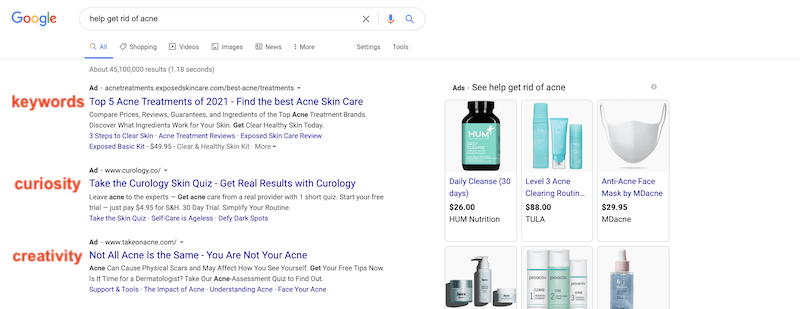 Google
help get rid of acne
All Shopping Videos Images News More Settings Tools
About 45,100,000 results (1.18 seconds)
Ad · acnetreatments.exposedskincare.com/best-acne/treatments
keywords
Top 5 Acne Treatments of 2021 - Find the best Acne Skin Care
Compare Prices, Reviews, Guarantees, and Ingredients of the Top Acne Treatment Brands.
Discover What Ingredients Work for Your Skin. Get Clear Healthy Skin Today.
3 Steps to Clear Skin · Acne Treatment Reviews · Exposed Skin Care Review
Exposed Basic Kit - $49.95 - Clear & Healthy Skin Kit · More
Ad · www.curology.co/
curiosity
Take the Curology Skin Quiz - Get Real Results with Curology
Leave acne to the experts — Get acne care from a real provider with 1 short quiz. Start your free
trial — just pay $4.95 for S&H. 30 Day Trial. Simplify Your Routine.
Take the Skin Quiz · Self-Care is Ageless · Defy Dark Spots
Ad · www.takeonacne.com/
creativity
Not All Acne Is the Same - You Are Not Your Acne
Acne Can Cause Physical Scars and May Affect How You See Yourself. Get Your Free Tips Now.
Is It Time for a Dermatologist? Take Our Acne-Assessment Quiz to Find Out.
Support & Tools · The Impact of Acne · Understanding Acne · Face Your Acne
Ads · See help get rid of acne
HUM
DAILY
CLEANSE
Daily Cleanse (30
days)
$26.00
HUM Nutrition
Level 3 Acne
Clearing Routin...
$88.00
TULA
Anti-Acne Face
Mask by MDacne
$29.95
MDacne
hers
proactiv
1 2 3